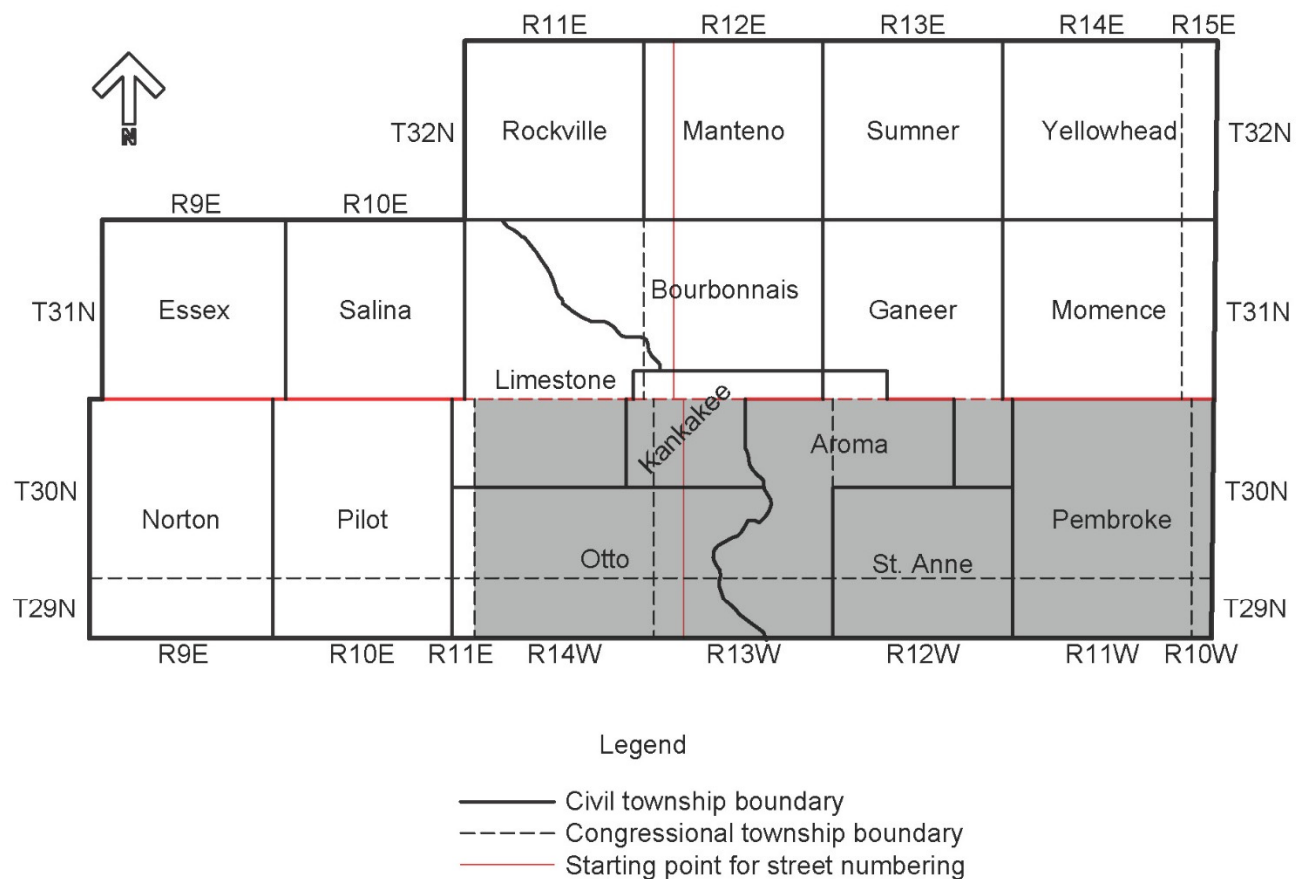 R11E R12E R13E R14E R15E
N
T32N Rockville Manteno Sumner Yellowhead T32N
R9E R10E
T31N Essex Salina Bourbonnais Ganeer Momence T31N
Limestone
Kankakee
Aroma
T30N Norton Pilot Pembroke T30N
Otto St. Anne
T29N T29N
R9E R10E R11E R14W R13W R12W R11W R10W
Legend
Civil township boundary
Congressional township boundary
Starting point for street numbering